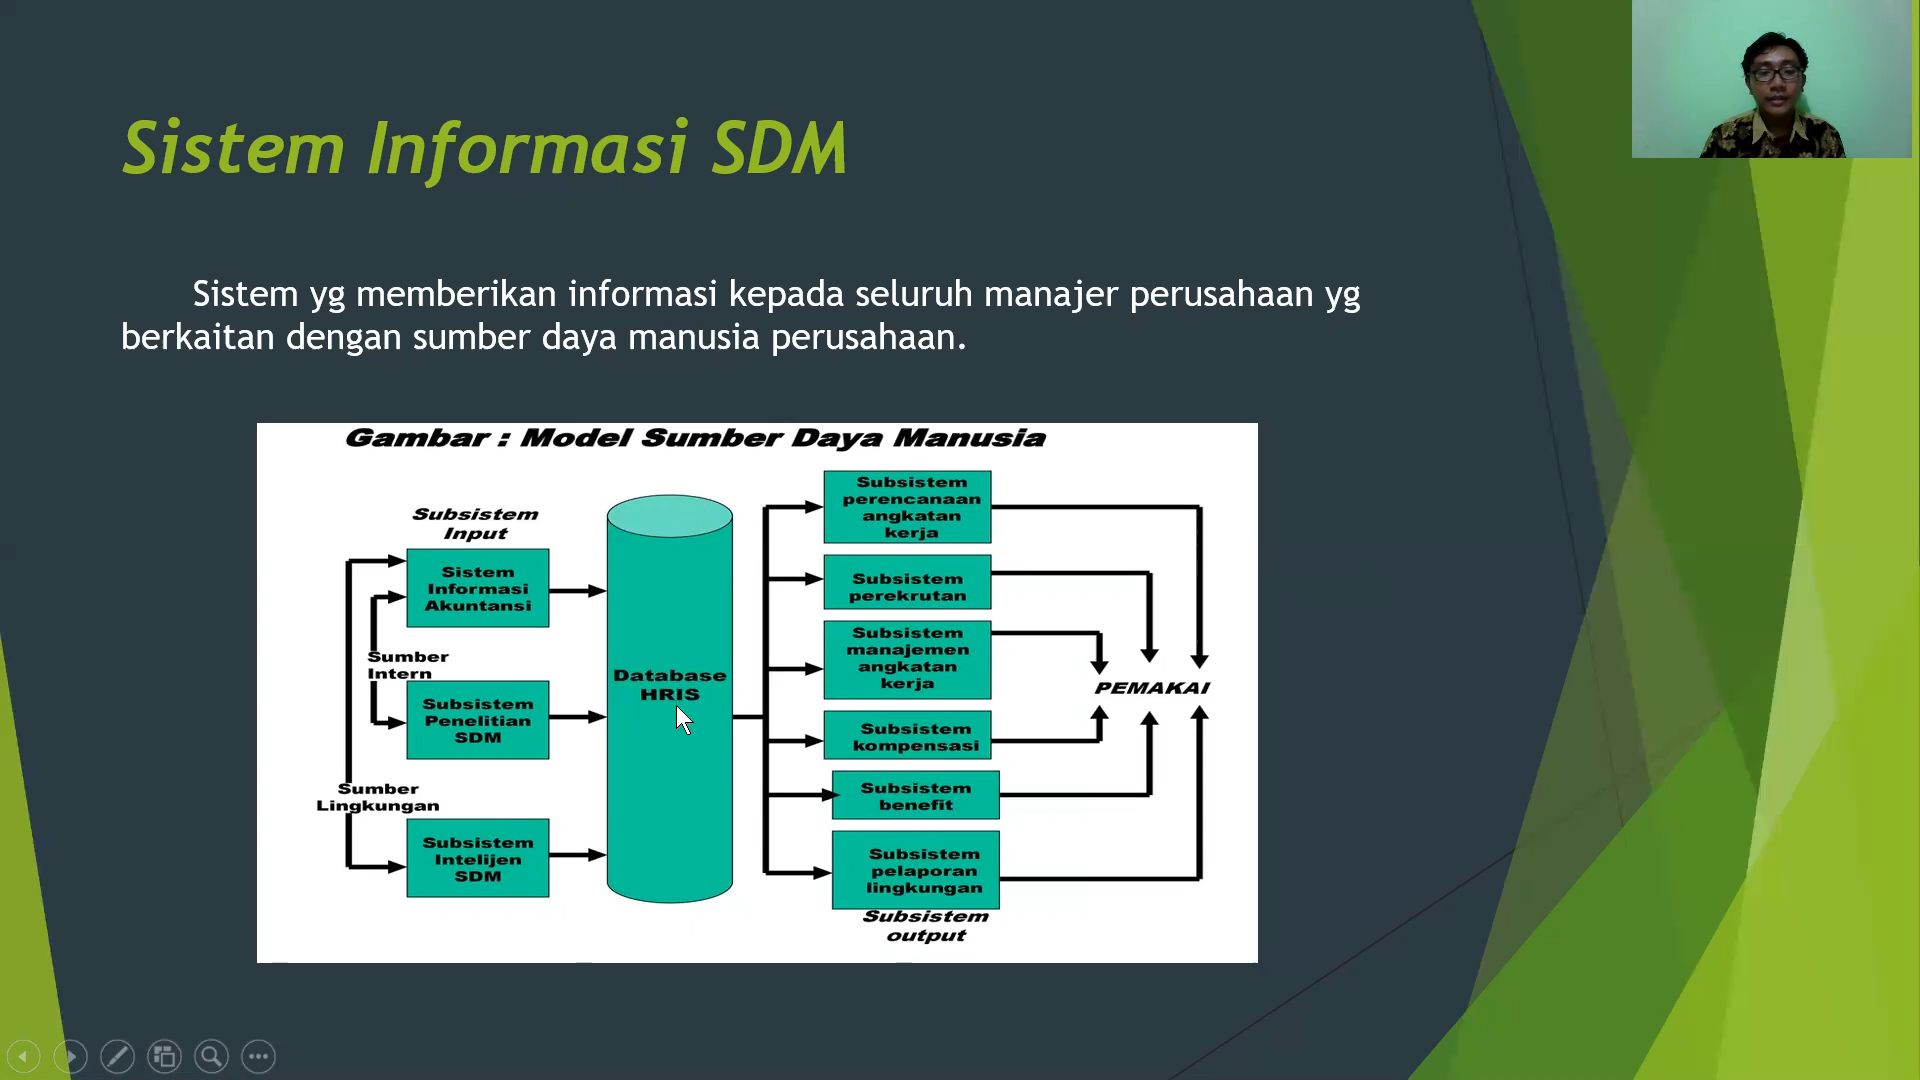 Sistem Informasi SDM
Sistem yg memberikan informasi kepada seluruh manajer perusahaan yg
berkaitan dengan sumber daya manusia perusahaan.
Gambar : Model Sumber Daya Manusia
Subsistem
Input
Sistem
Informasi
Akuntansi
Sumber
Intern
Subsistem
Penelitian
SDM
Sumber
Lingkungan
Subsistem
Intelijen
SDM
Database
HRIS
Subsistem
perencanaan
angkatan
kerja
Subsistem
perekrutan
Subsistem
manajemen
angkatan
kerja
Subsistem
kompensasi
Subsistem
benefit
Subsistem
pelaporan
lingkungan
Subsistem
output
PEMAKAI